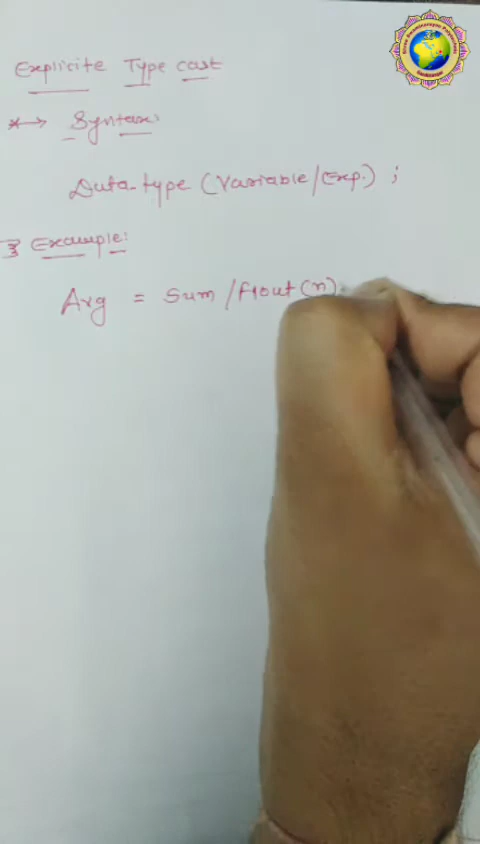 Explicite Type cast
* → Syntax:
Data-type (Variable/Exp.) ;
Example:
Avg = Sum / float (n)